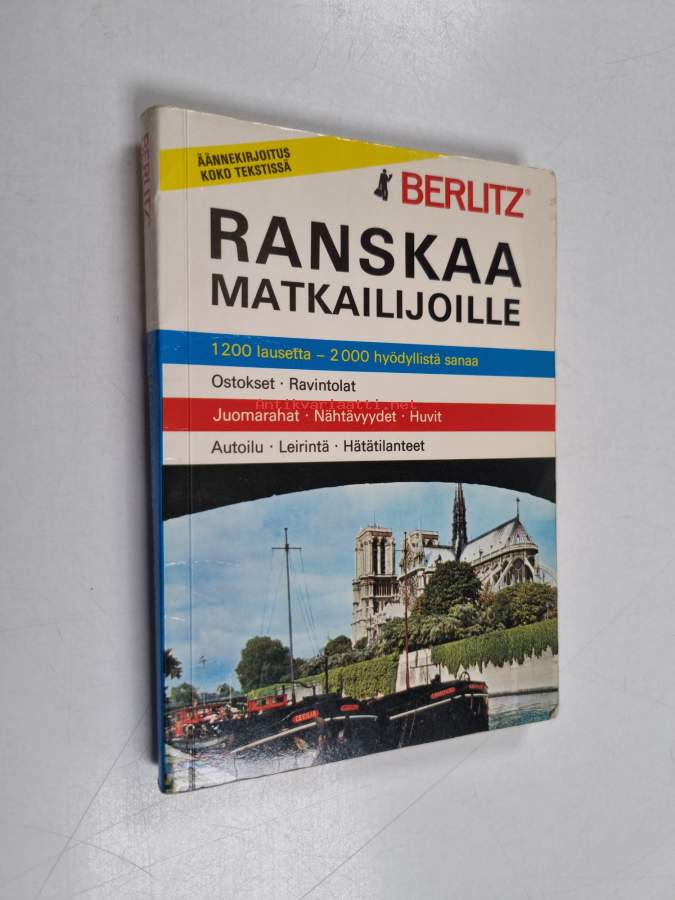 ÄÄNNEKIRJOITUS
KOKO TEKSTISSÄ
BERLITZ®
BERLITZ
RANSKAA
MATKAILIJOILLE
1200 lausetta – 2000 hyödyllistä sanaa
Ostokset · Ravintolat
Antikvariaatti.net
Juomarahat · Nähtävyydet · Huvit
Autoilu · Leirintä · Hätätilanteet